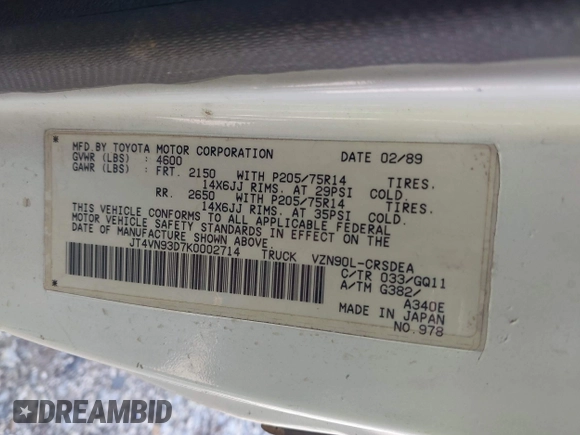 MFD.BY TOYOTA MOTOR CORPORATION DATE 02/89
GVWR (LBS) : 4600
GAWR (LBS) : FRT. 2150 WITH P205/75R14 TIRES.
14X6JJ RIMS. AT 29PSI COLD.
RR. 2650 WITH P205/75R14 TIRES.
14X6JJ RIMS. AT 35PSI COLD.
THIS VEHICLE CONFORMS TO ALL APPLICABLE FEDERAL
MOTOR VEHICLE SAFETY STANDARDS IN EFFECT ON THE
DATE OF MANUFACTURE SHOWN ABOVE.
JT4VN93D7K0002714 TRUCK VZN90L-CRSDEA
C/TR 033/GQ11
A/TM G382/
A340E
MADE IN JAPAN
NO.978
DREAMBID